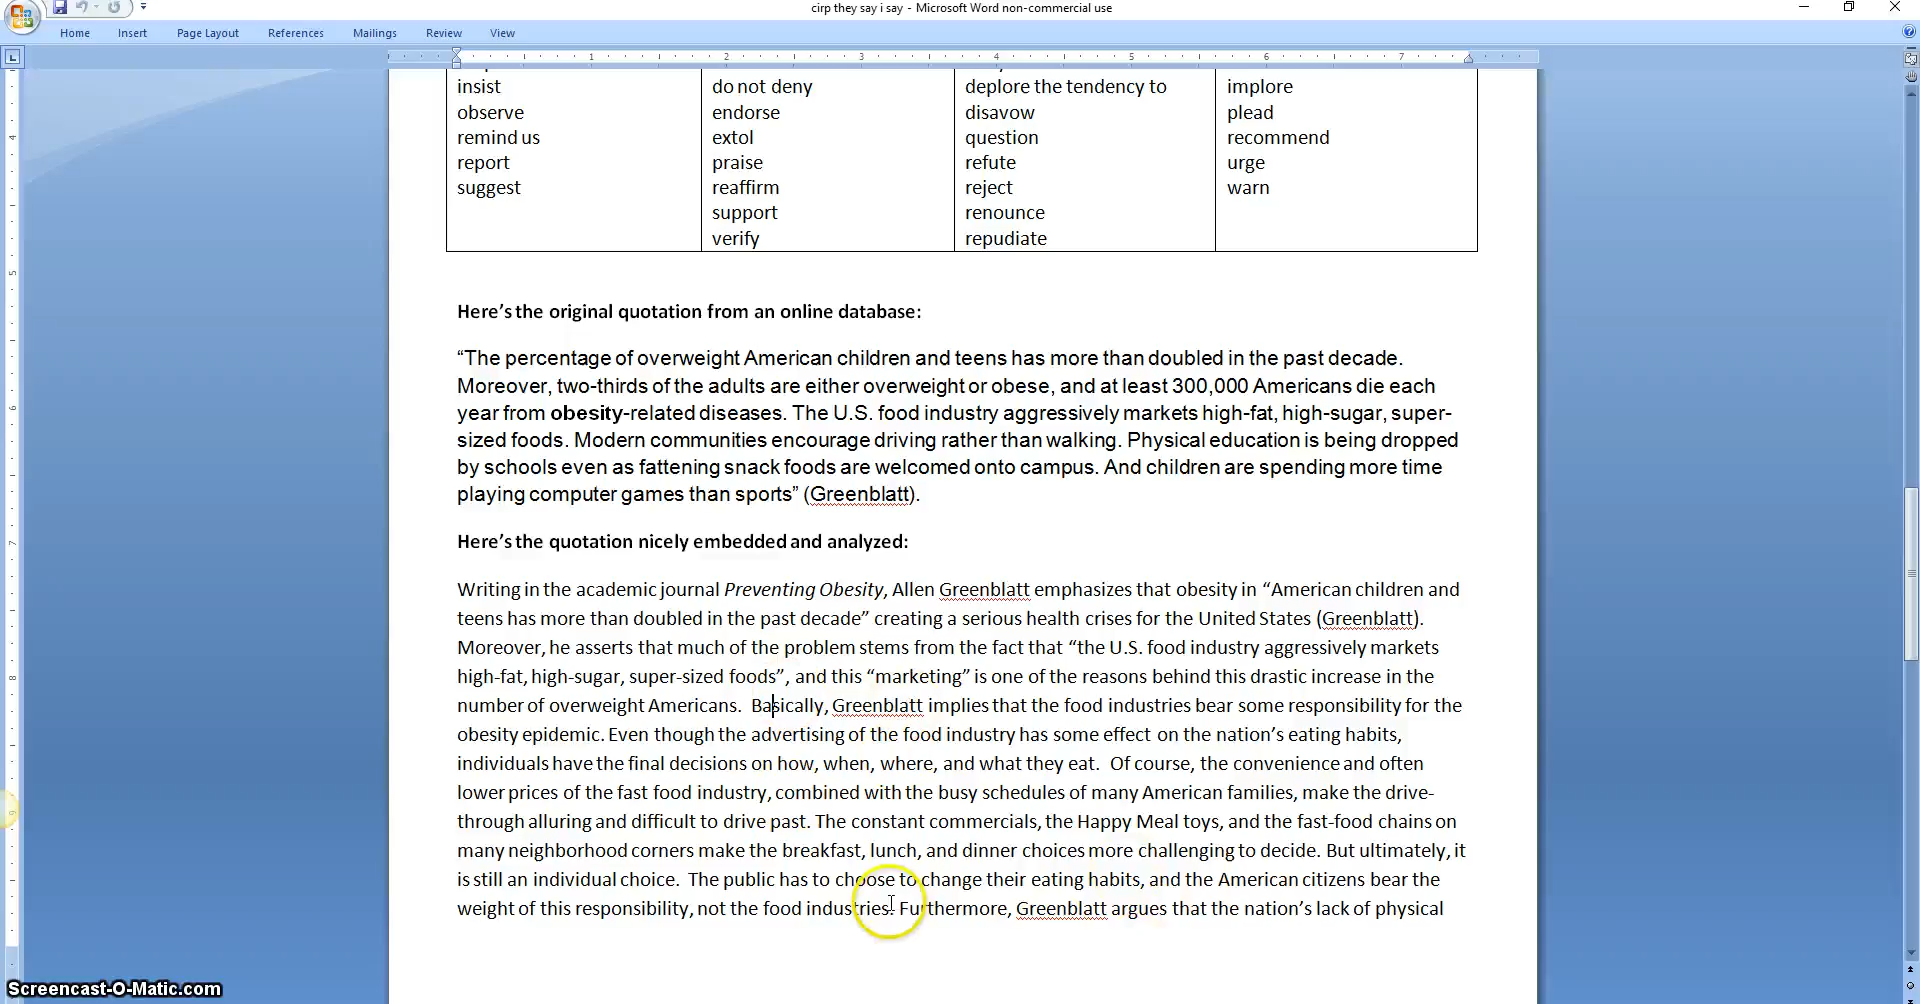 cirp they say i say - Microsoft Word non-commercial use
Home Insert Page Layout References Mailings Review View
1 2 3 4 5 6 7
insist do not deny deplore the tendency to implore
observe endorse disavow plead
remind us extol question recommend
report praise refute urge
suggest reaffirm reject warn
support renounce
verify repudiate
Here’s the original quotation from an online database:
“The percentage of overweight American children and teens has more than doubled in the past decade.
Moreover, two-thirds of the adults are either overweight or obese, and at least 300,000 Americans die each
year from obesity-related diseases. The U.S. food industry aggressively markets high-fat, high-sugar, super-
sized foods. Modern communities encourage driving rather than walking. Physical education is being dropped
by schools even as fattening snack foods are welcomed onto campus. And children are spending more time
playing computer games than sports” (Greenblatt).
Here’s the quotation nicely embedded and analyzed:
Writing in the academic journal Preventing Obesity, Allen Greenblatt emphasizes that obesity in “American children and
teens has more than doubled in the past decade” creating a serious health crises for the United States (Greenblatt).
Moreover, he asserts that much of the problem stems from the fact that “the U.S. food industry aggressively markets
high-fat, high-sugar, super-sized foods”, and this “marketing” is one of the reasons behind this drastic increase in the
number of overweight Americans. Basically, Greenblatt implies that the food industries bear some responsibility for the
obesity epidemic. Even though the advertising of the food industry has some effect on the nation’s eating habits,
individuals have the final decisions on how, when, where, and what they eat. Of course, the convenience and often
lower prices of the fast food industry, combined with the busy schedules of many American families, make the drive-
through alluring and difficult to drive past. The constant commercials, the Happy Meal toys, and the fast-food chains on
many neighborhood corners make the breakfast, lunch, and dinner choices more challenging to decide. But ultimately, it
is still an individual choice. The public has to choose to change their eating habits, and the American citizens bear the
weight of this responsibility, not the food industries. Furthermore, Greenblatt argues that the nation’s lack of physical
Screencast-O-Matic.com